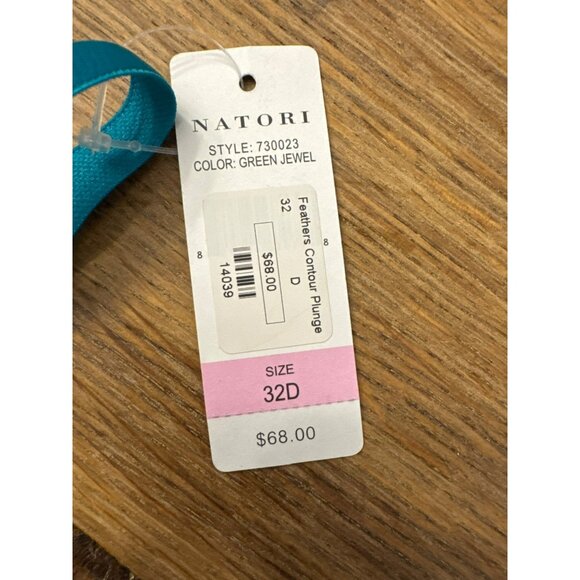 NATORI
STYLE: 730023
COLOR: GREEN JEWEL
Feathers Contour Plunge
32 D
$68.00
14039
8
8
SIZE
32D
$68.00